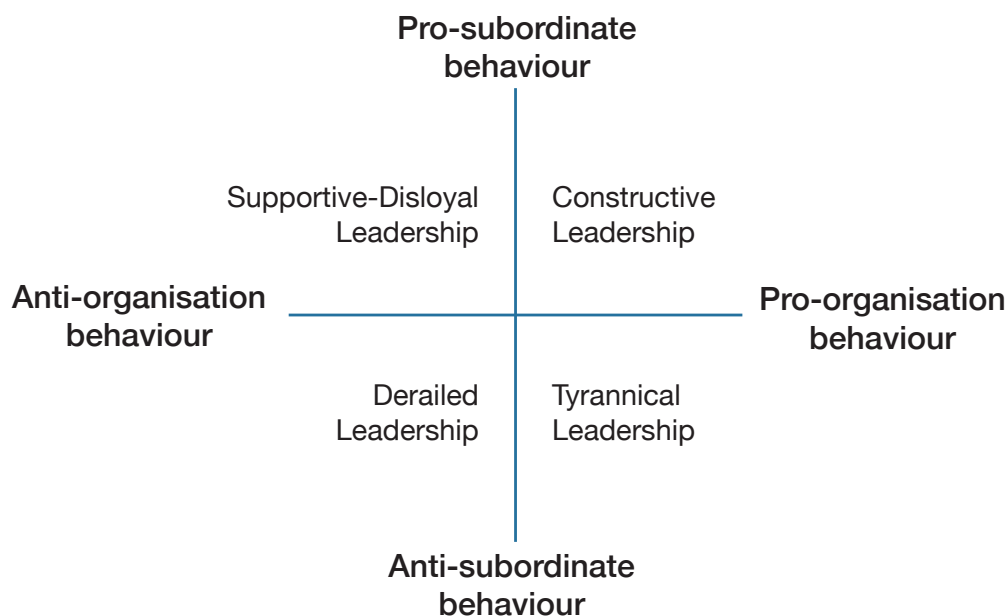 Pro-subordinate
behaviour
Supportive-Disloyal
Leadership
Constructive
Leadership
Anti-organisation
behaviour
Pro-organisation
behaviour
Derailed
Leadership
Tyrannical
Leadership
Anti-subordinate
behaviour